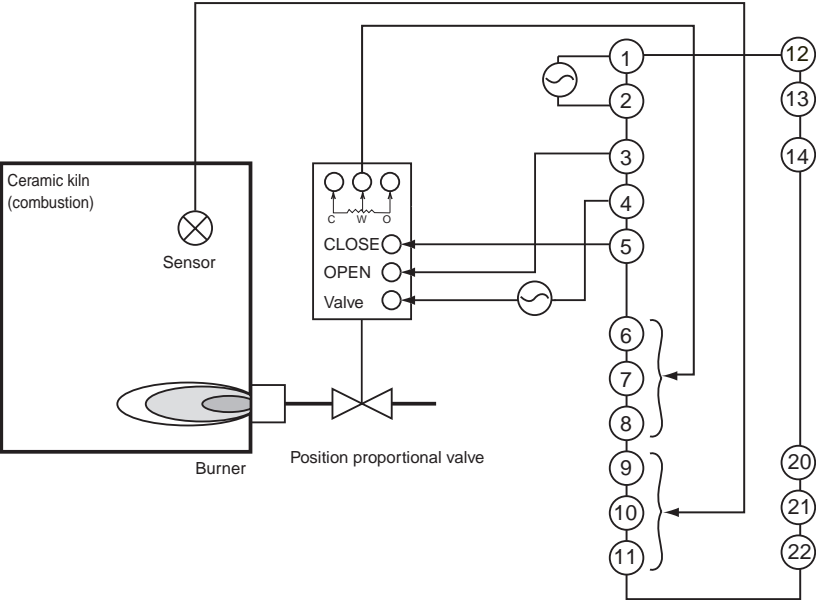 Ceramic kiln
(combustion)
Sensor
Burner
C W O
CLOSE
OPEN
Valve
Position proportional valve
1
2
3
4
5
6
7
8
9
10
11
12
13
14
20
21
22